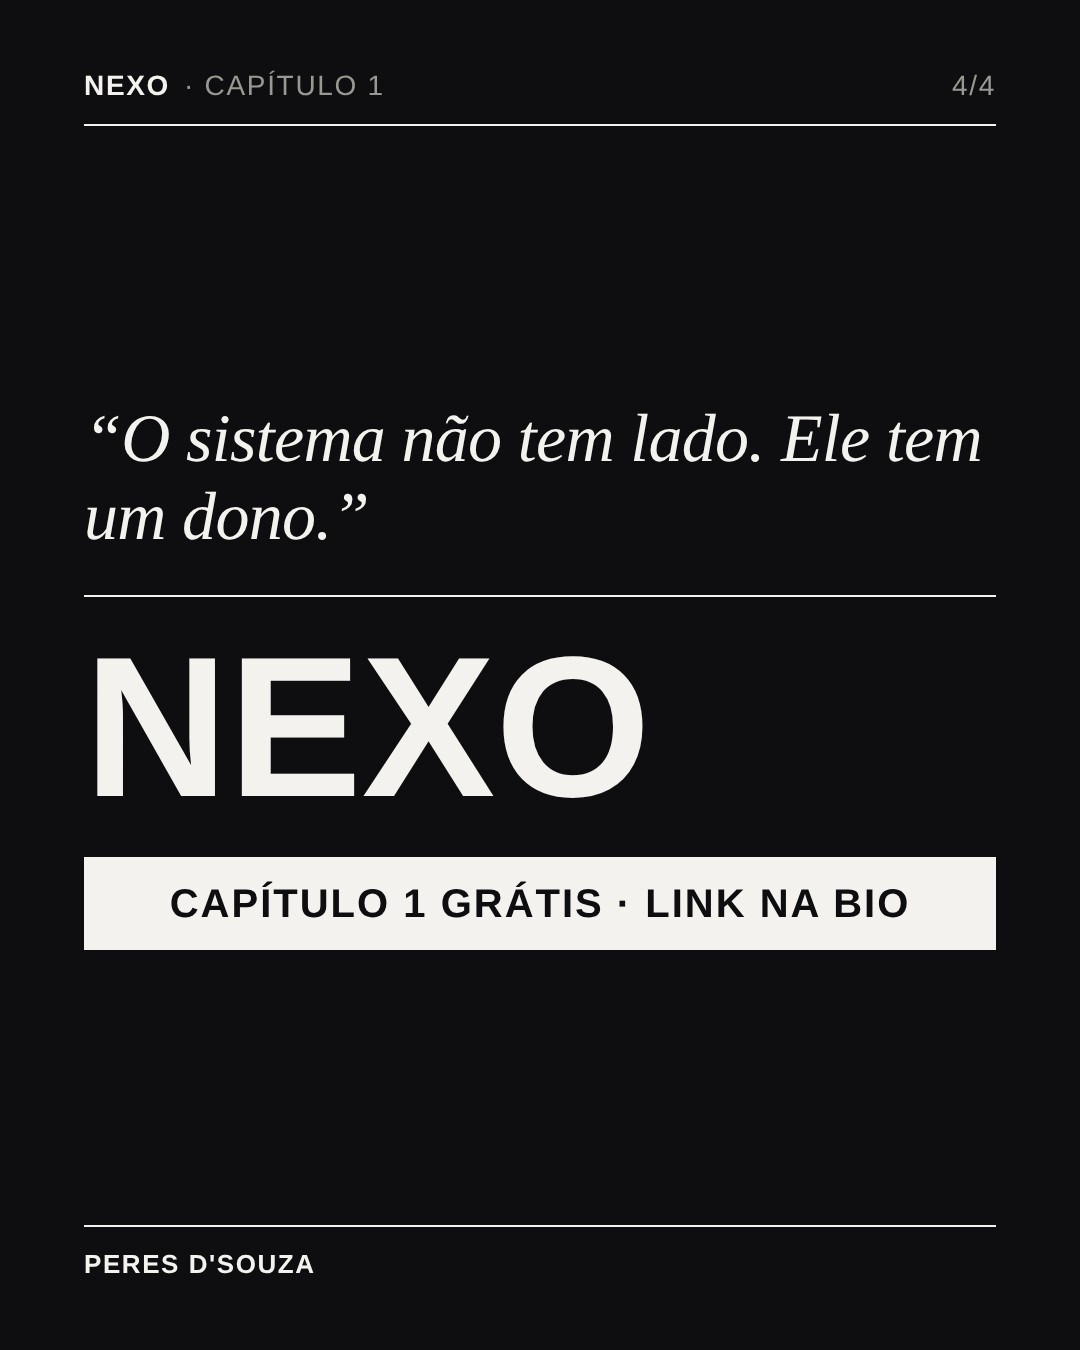 NEXO · CAPÍTULO 1 4/4
“O sistema não tem lado. Ele tem
um dono.”
NEXO
CAPÍTULO 1 GRÁTIS · LINK NA BIO
PERES D'SOUZA